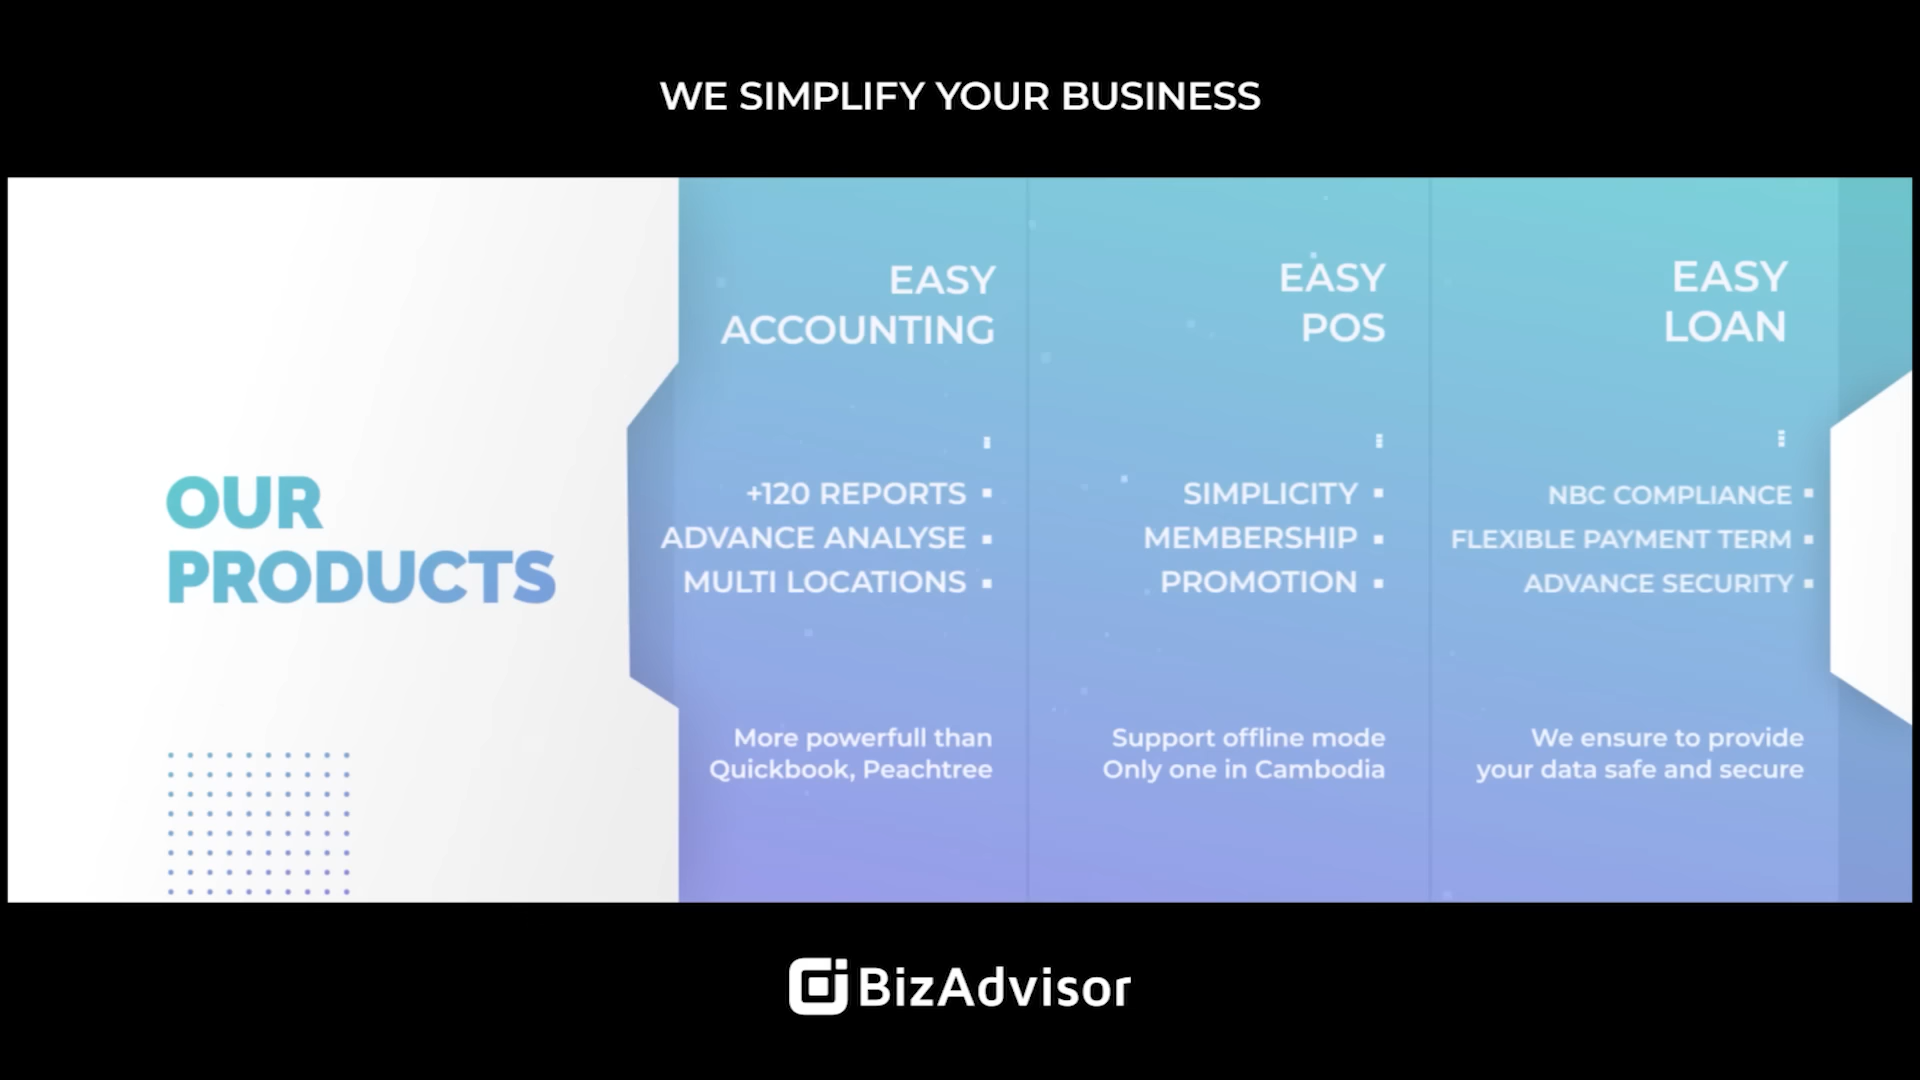 WE SIMPLIFY YOUR BUSINESS
OUR
PRODUCTS
EASY
ACCOUNTING
+120 REPORTS
ADVANCE ANALYSE
MULTI LOCATIONS
More powerfull than
Quickbook, Peachtree
EASY
POS
SIMPLICITY
MEMBERSHIP
PROMOTION
Support offline mode
Only one in Cambodia
EASY
LOAN
NBC COMPLIANCE
FLEXIBLE PAYMENT TERM
ADVANCE SECURITY
We ensure to provide
your data safe and secure
BizAdvisor